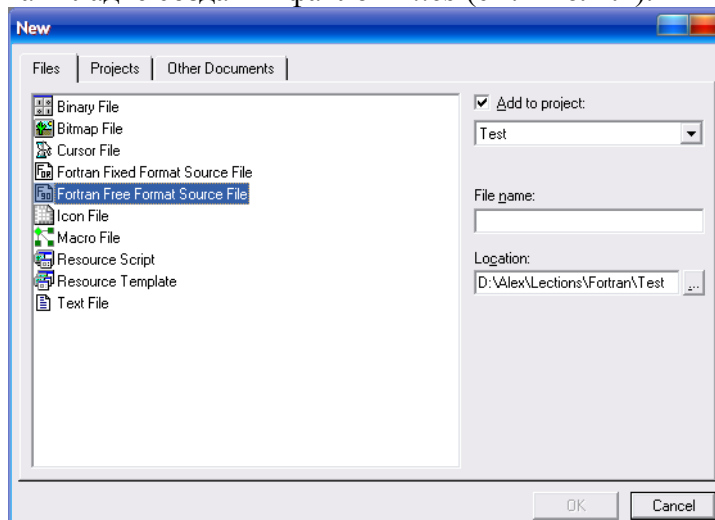 New
Files Projects Other Documents
Binary File
Bitmap File
Cursor File
Fortran Fixed Format Source File
Fortran Free Format Source File
Icon File
Macro File
Resource Script
Resource Template
Text File
Add to project:
Test
File name:
Location:
D:\Alex\Lections\Fortran\Test ...
OK Cancel